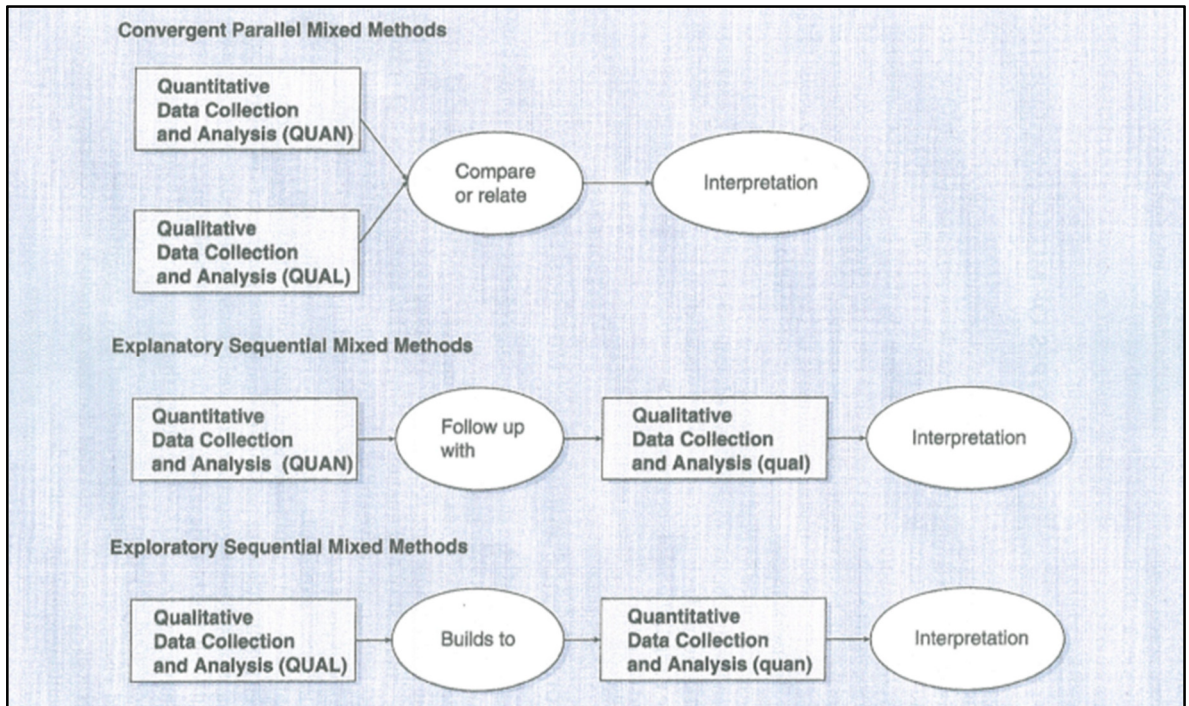 Convergent Parallel Mixed Methods
Quantitative
Data Collection
and Analysis (QUAN)
Qualitative
Data Collection
and Analysis (QUAL)
Compare
or relate
Interpretation
Explanatory Sequential Mixed Methods
Quantitative
Data Collection
and Analysis (QUAN)
Follow up
with
Qualitative
Data Collection
and Analysis (qual)
Interpretation
Exploratory Sequential Mixed Methods
Qualitative
Data Collection
and Analysis (QUAL)
Builds to
Quantitative
Data Collection
and Analysis (quan)
Interpretation